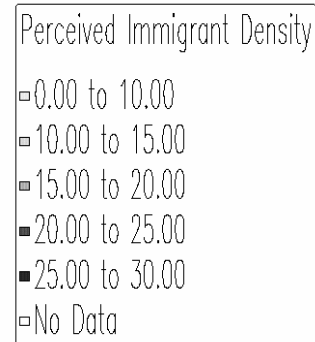 Perceived Immigrant Density
0.00 to 10.00
10.00 to 15.00
15.00 to 20.00
20.00 to 25.00
25.00 to 30.00
No Data